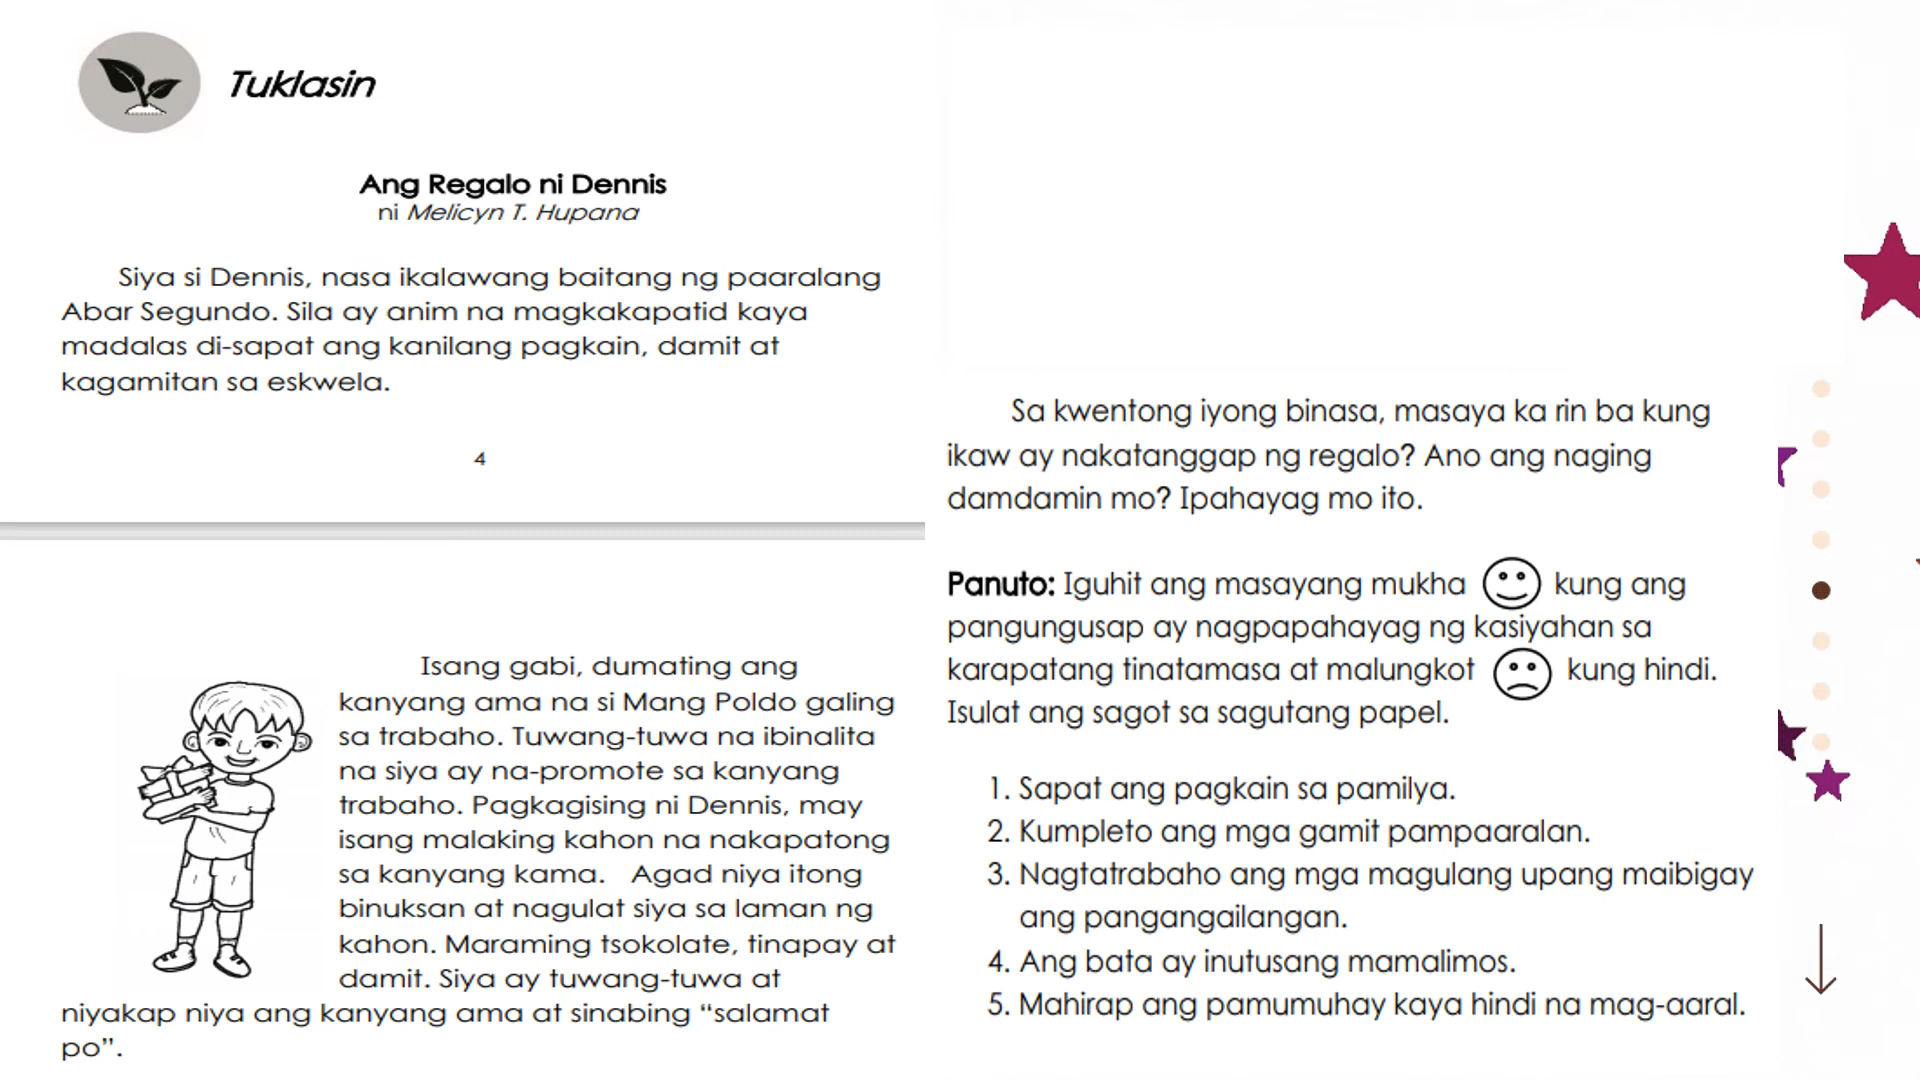 Tuklasin
Ang Regalo ni Dennis
ni Melicyn T. Hupana
Siya si Dennis, nasa ikalawang baitang ng paaralang
Abar Segundo. Sila ay anim na magkakapatid kaya
madalas di-sapat ang kanilang pagkain, damit at
kagamitan sa eskwela.
4
Isang gabi, dumating ang
kanyang ama na si Mang Poldo galing
sa trabaho. Tuwang-tuwa na ibinalita
na siya ay na-promote sa kanyang
trabaho. Pagkagising ni Dennis, may
isang malaking kahon na nakapatong
sa kanyang kama. Agad niya itong
binuksan at nagulat siya sa laman ng
kahon. Maraming tsokolate, tinapay at
damit. Siya ay tuwang-tuwa at
niyakap niya ang kanyang ama at sinabing “salamat
po”.
Sa kwentong iyong binasa, masaya ka rin ba kung
ikaw ay nakatanggap ng regalo? Ano ang naging
damdamin mo? Ipahayag mo ito.
Panuto: Iguhit ang masayang mukha kung ang
pangungusap ay nagpapahayag ng kasiyahan sa
karapatang tinatamasa at malungkot kung hindi.
Isulat ang sagot sa sagutang papel.
1. Sapat ang pagkain sa pamilya.
2. Kumpleto ang mga gamit pampaaralan.
3. Nagtatrabaho ang mga magulang upang maibigay
ang pangangailangan.
4. Ang bata ay inutusang mamalimos.
5. Mahirap ang pamumuhay kaya hindi na mag-aaral.